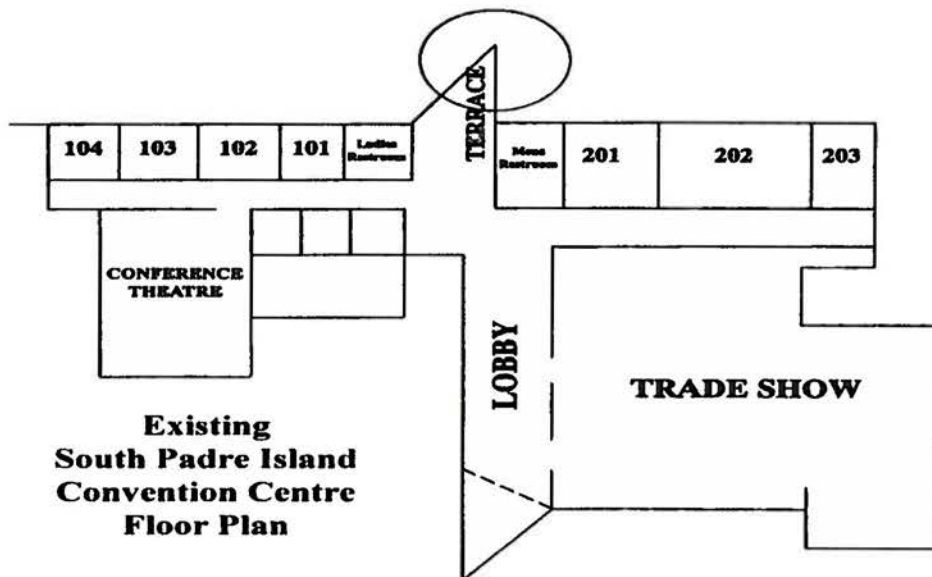 TERRACE
104 103 102 101 Ladies
Restroom
Mens
Restroom
201 202 203
CONFERENCE
THEATRE
LOBBY
TRADE SHOW
Existing
South Padre Island
Convention Centre
Floor Plan